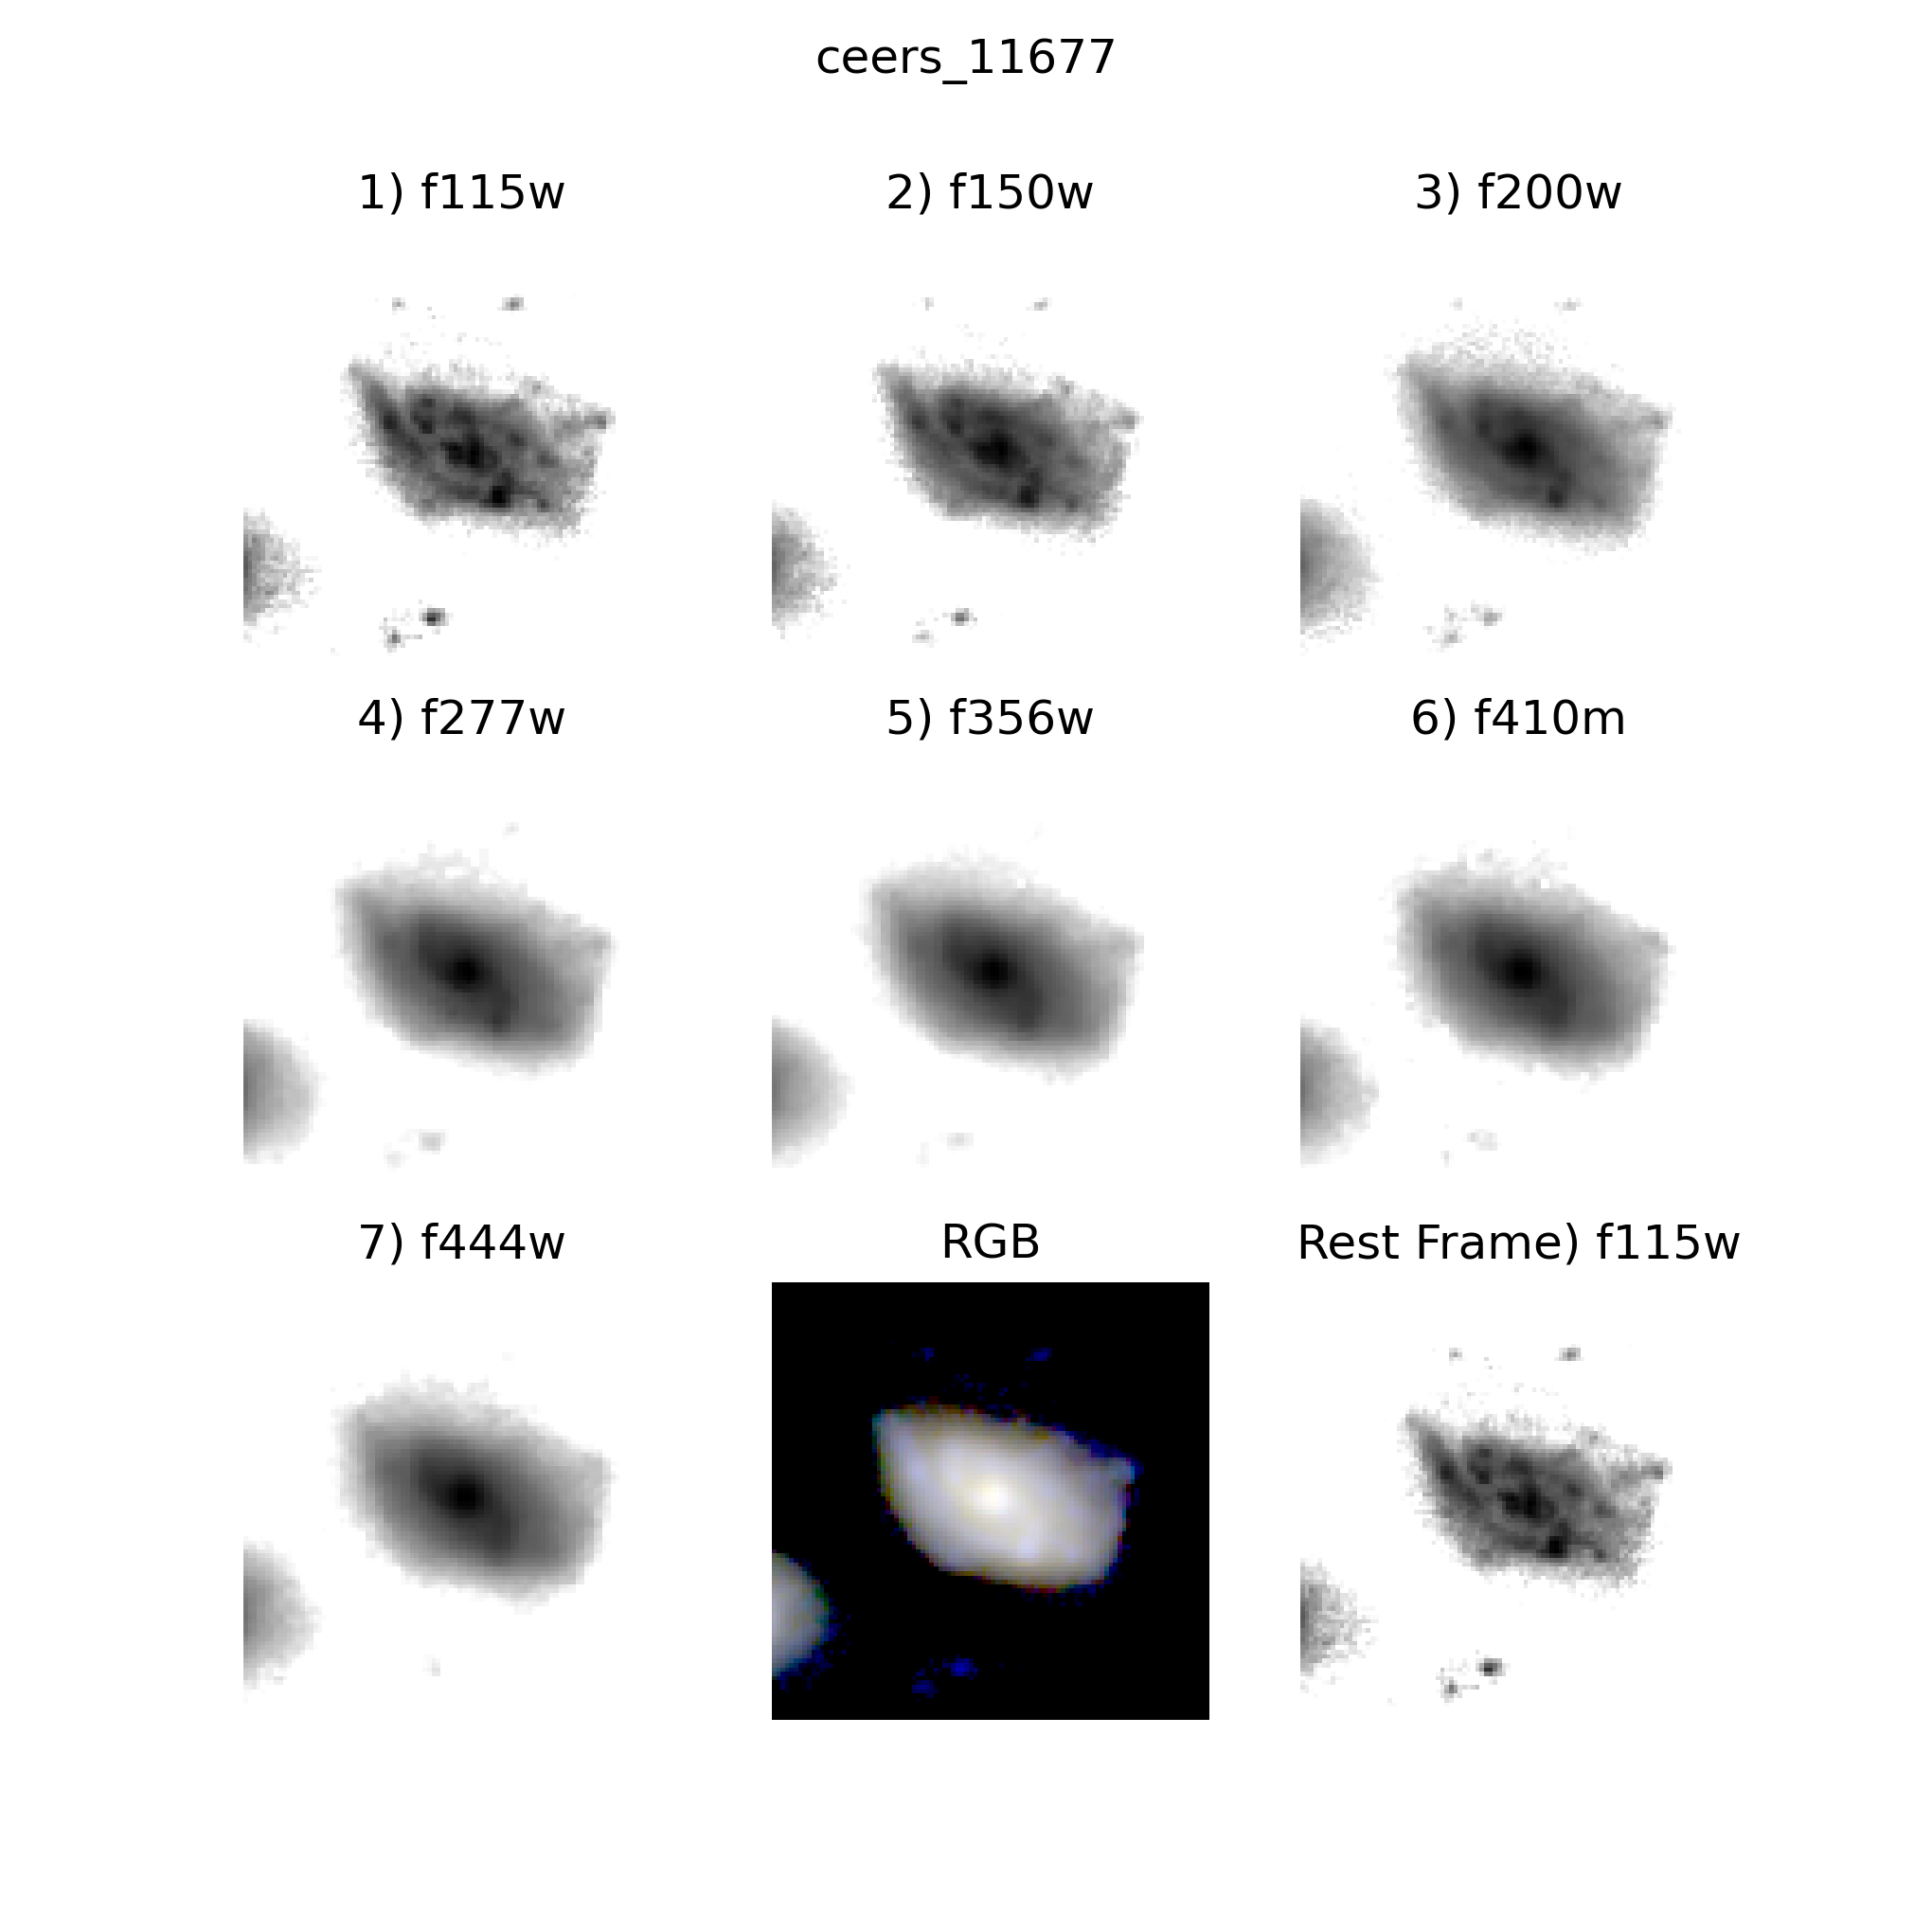 ceers_11677
1) f115w
2) f150w
3) f200w
4) f277w
5) f356w
6) f410m
7) f444w
RGB
Rest Frame) f115w